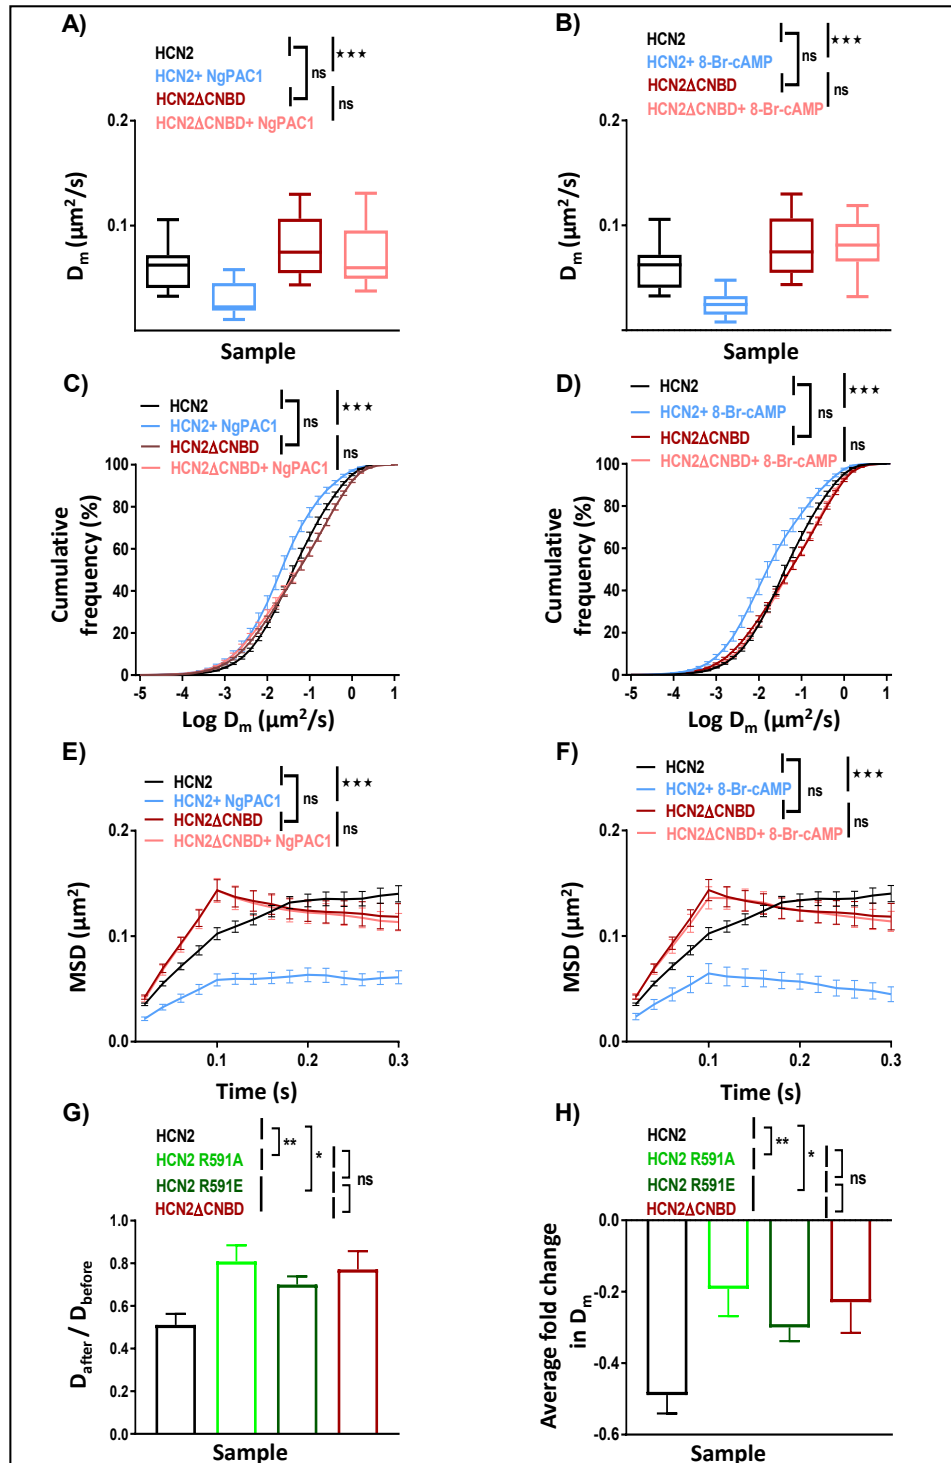 A)
HCN2
HCN2+ NgPAC1
HCN2ΔCNBD
HCN2ΔCNBD+ NgPAC1
ns
★★★
ns
0.2
0.1
Dm (μm²/s)
Sample
B)
HCN2
HCN2+ 8-Br-cAMP
HCN2ΔCNBD
HCN2ΔCNBD+ 8-Br-cAMP
ns
★★★
ns
0.2
0.1
Dm (μm²/s)
Sample
C)
HCN2
HCN2+ NgPAC1
HCN2ΔCNBD
HCN2ΔCNBD+ NgPAC1
ns
★★★
ns
100
80
60
40
20
0
Cumulative
frequency (%)
-5 -4 -3 -2 -1 0 1
Log Dm (μm²/s)
D)
HCN2
HCN2+ 8-Br-cAMP
HCN2ΔCNBD
HCN2ΔCNBD+ 8-Br-cAMP
ns
★★★
ns
100
80
60
40
20
0
Cumulative
frequency (%)
-5 -4 -3 -2 -1 0 1
Log Dm (μm²/s)
E)
HCN2
HCN2+ NgPAC1
HCN2ΔCNBD
HCN2ΔCNBD+ NgPAC1
ns
★★★
ns
0.2
0.1
0.0
MSD (μm²)
0.1 0.2 0.3
Time (s)
F)
HCN2
HCN2+ 8-Br-cAMP
HCN2ΔCNBD
HCN2ΔCNBD+ 8-Br-cAMP
ns
★★★
ns
0.2
0.1
0.0
MSD (μm²)
0.1 0.2 0.3
Time (s)
G)
HCN2
HCN2 R591A
HCN2 R591E
HCN2ΔCNBD
**
*
ns
1.0
0.8
0.6
0.4
0.2
0.0
Dafter / Dbefore
Sample
H)
HCN2
HCN2 R591A
HCN2 R591E
HCN2ΔCNBD
**
*
ns
0.0
-0.2
-0.4
-0.6
Average fold change
in Dm
Sample